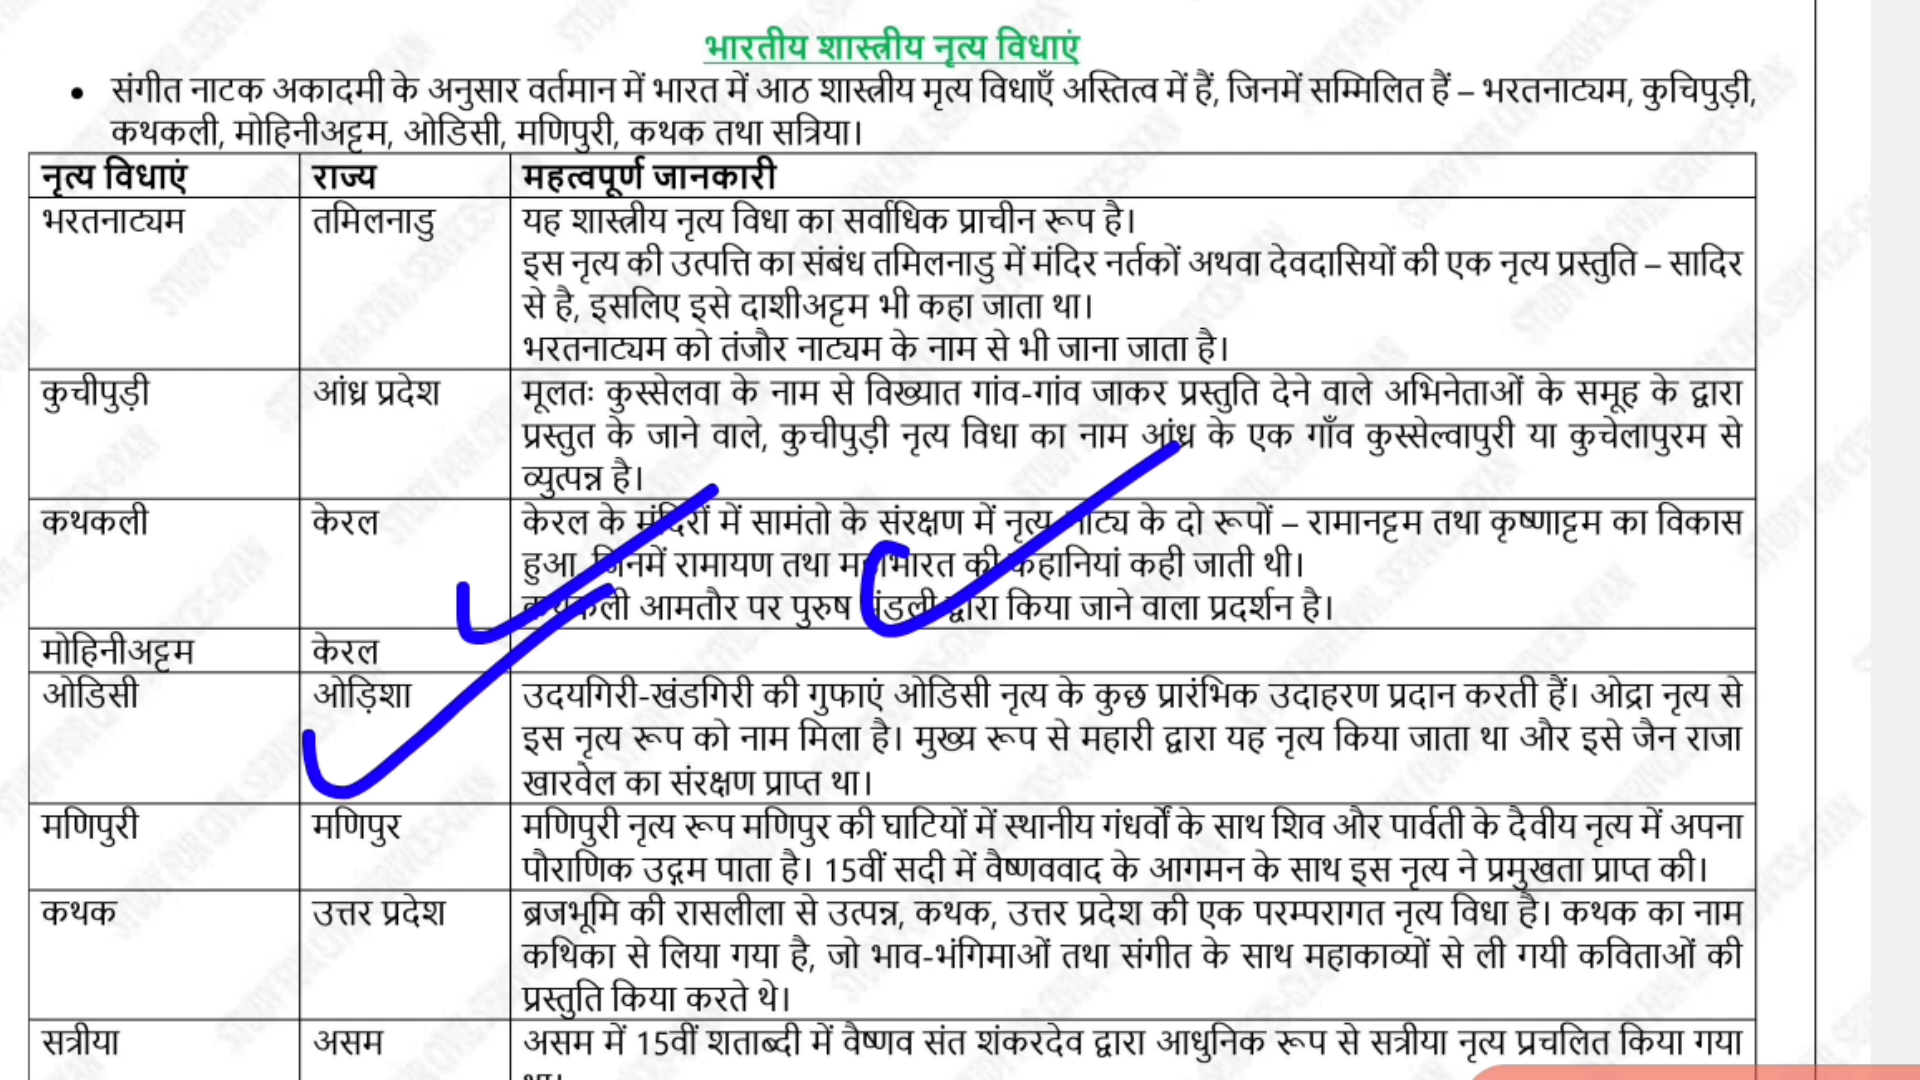 भारतीय शास्त्रीय नृत्य विधाएं
• संगीत नाटक अकादमी के अनुसार वर्तमान में भारत में आठ शास्त्रीय मृत्य विधाएँ अस्तित्व में हैं, जिनमें सम्मिलित हैं – भरतनाट्यम, कुचिपुड़ी,
कथकली, मोहिनीअट्टम, ओडिसी, मणिपुरी, कथक तथा सत्रिया।
नृत्य विधाएं राज्य महत्वपूर्ण जानकारी
भरतनाट्यम तमिलनाडु यह शास्त्रीय नृत्य विधा का सर्वाधिक प्राचीन रूप है।
इस नृत्य की उत्पत्ति का संबंध तमिलनाडु में मंदिर नर्तकों अथवा देवदासियों की एक नृत्य प्रस्तुति – सादिर
से है, इसलिए इसे दाशीअट्टम भी कहा जाता था।
भरतनाट्यम को तंजौर नाट्यम के नाम से भी जाना जाता है।
कुचीपुड़ी आंध्र प्रदेश मूलतः कुस्सेलवा के नाम से विख्यात गांव-गांव जाकर प्रस्तुति देने वाले अभिनेताओं के समूह के द्वारा
प्रस्तुत के जाने वाले, कुचीपुड़ी नृत्य विधा का नाम आंध्र के एक गाँव कुस्सेल्वापुरी या कुचेलापुरम से
व्युत्पन्न है।
कथकली केरल केरल के मंदिरों में सामंतो के संरक्षण में नृत्य नाट्य के दो रूपों – रामानट्टम तथा कृष्णाट्टम का विकास
हुआ, जिनमें रामायण तथा महाभारत की कहानियां कही जाती थी।
कथकली आमतौर पर पुरुष मंडली द्वारा किया जाने वाला प्रदर्शन है।
मोहिनीअट्टम केरल
ओडिसी ओड़िशा उदयगिरी-खंडगिरी की गुफाएं ओडिसी नृत्य के कुछ प्रारंभिक उदाहरण प्रदान करती हैं। ओद्रा नृत्य से
इस नृत्य रूप को नाम मिला है। मुख्य रूप से महारी द्वारा यह नृत्य किया जाता था और इसे जैन राजा
खारवेल का संरक्षण प्राप्त था।
मणिपुरी मणिपुर मणिपुरी नृत्य रूप मणिपुर की घाटियों में स्थानीय गंधर्वों के साथ शिव और पार्वती के दैवीय नृत्य में अपना
पौराणिक उद्गम पाता है। 15वीं सदी में वैष्णववाद के आगमन के साथ इस नृत्य ने प्रमुखता प्राप्त की।
कथक उत्तर प्रदेश ब्रजभूमि की रासलीला से उत्पन्न, कथक, उत्तर प्रदेश की एक परम्परागत नृत्य विधा है। कथक का नाम
कथिका से लिया गया है, जो भाव-भंगिमाओं तथा संगीत के साथ महाकाव्यों से ली गयी कविताओं की
प्रस्तुति किया करते थे।
सत्रीया असम असम में 15वीं शताब्दी में वैष्णव संत शंकरदेव द्वारा आधुनिक रूप से सत्रीया नृत्य प्रचलित किया गया